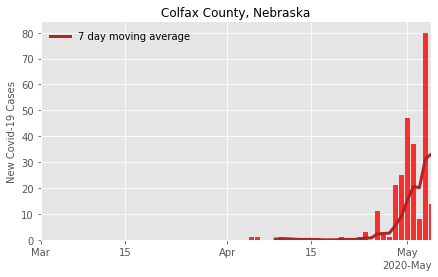 Colfax County, Nebraska
7 day moving average
New Covid-19 Cases
80
70
60
50
40
30
20
10
0
Mar 15 Apr 15 May
2020-May